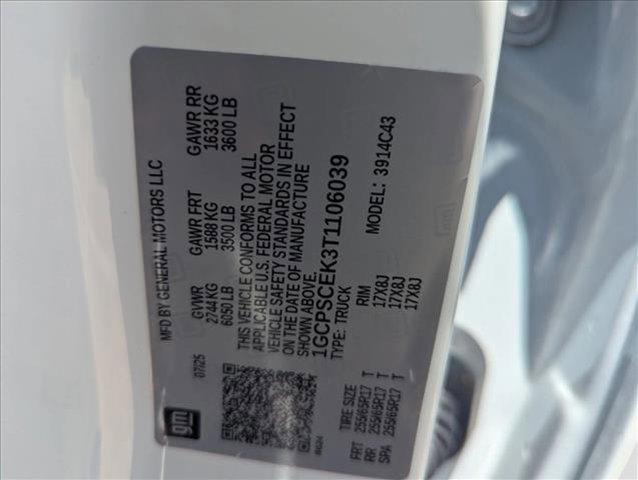 MFD BY GENERAL MOTORS LLC
07/25
GVWR GAWR FRT GAWR RR
2744 KG 1588 KG 1633 KG
6050 LB 3500 LB 3600 LB
THIS VEHICLE CONFORMS TO ALL
APPLICABLE U.S. FEDERAL MOTOR
VEHICLE SAFETY STANDARDS IN EFFECT
ON THE DATE OF MANUFACTURE
SHOWN ABOVE.
1GCPSCEK3T1106039
TYPE: TRUCK MODEL: 3914C43
TIRE SIZE RIM
FRT 255/65R17 T 17X8J
RR 255/65R17 T 17X8J
SPA 255/65R17 T 17X8J
gm